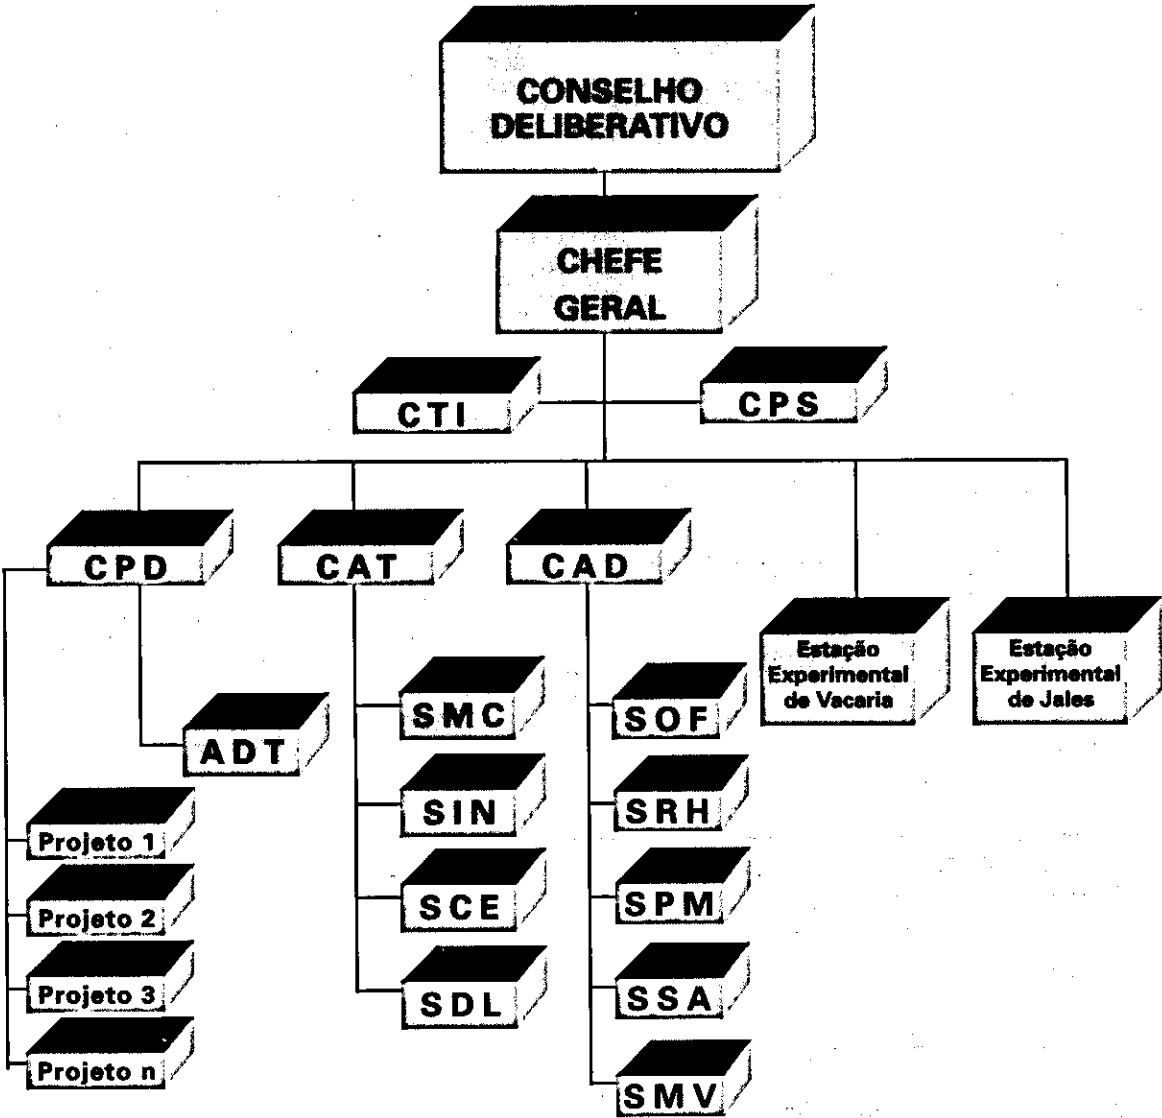 CONSELHO
DELIBERATIVO
CHEFE
GERAL
CTI
CPS
CPD
CAT
CAD
Estação
Experimental
de Vacaria
Estação
Experimental
de Jales
ADT
SMC
SIN
SCE
SDL
SOF
SRH
SPM
SSA
SMV
Projeto 1
Projeto 2
Projeto 3
Projeto n